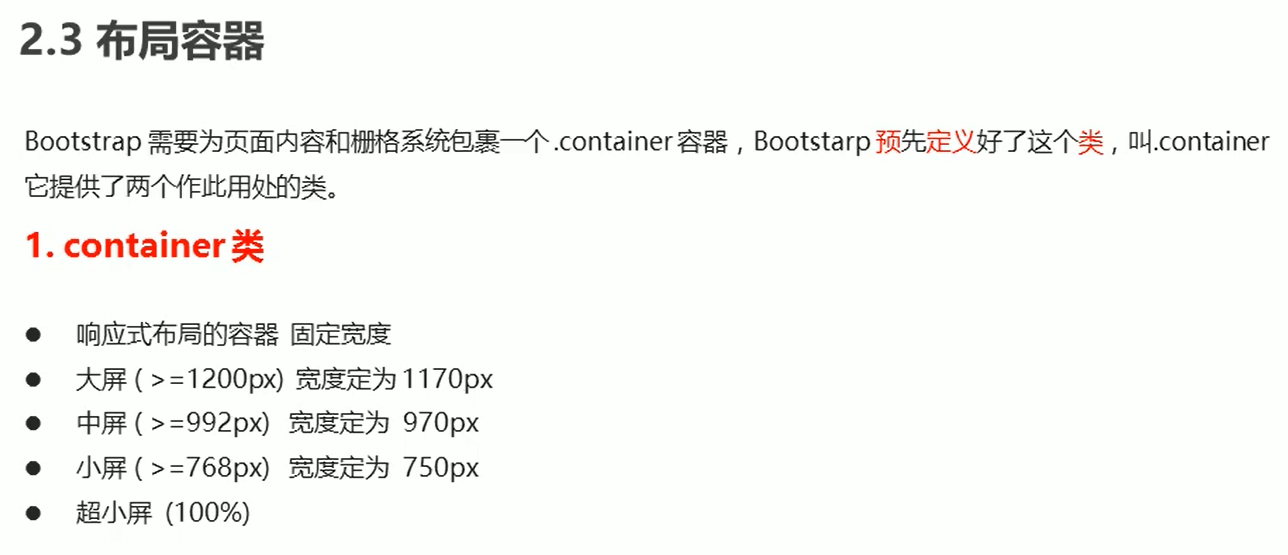 2.3 布局容器
Bootstrap 需要为页面内容和栅格系统包裹一个 .container 容器，Bootstarp 预先定义好了这个类，叫.container
它提供了两个作此用处的类。
1. container 类
● 响应式布局的容器 固定宽度
● 大屏 ( >=1200px) 宽度定为 1170px
● 中屏 ( >=992px) 宽度定为 970px
● 小屏 ( >=768px) 宽度定为 750px
● 超小屏 (100%)